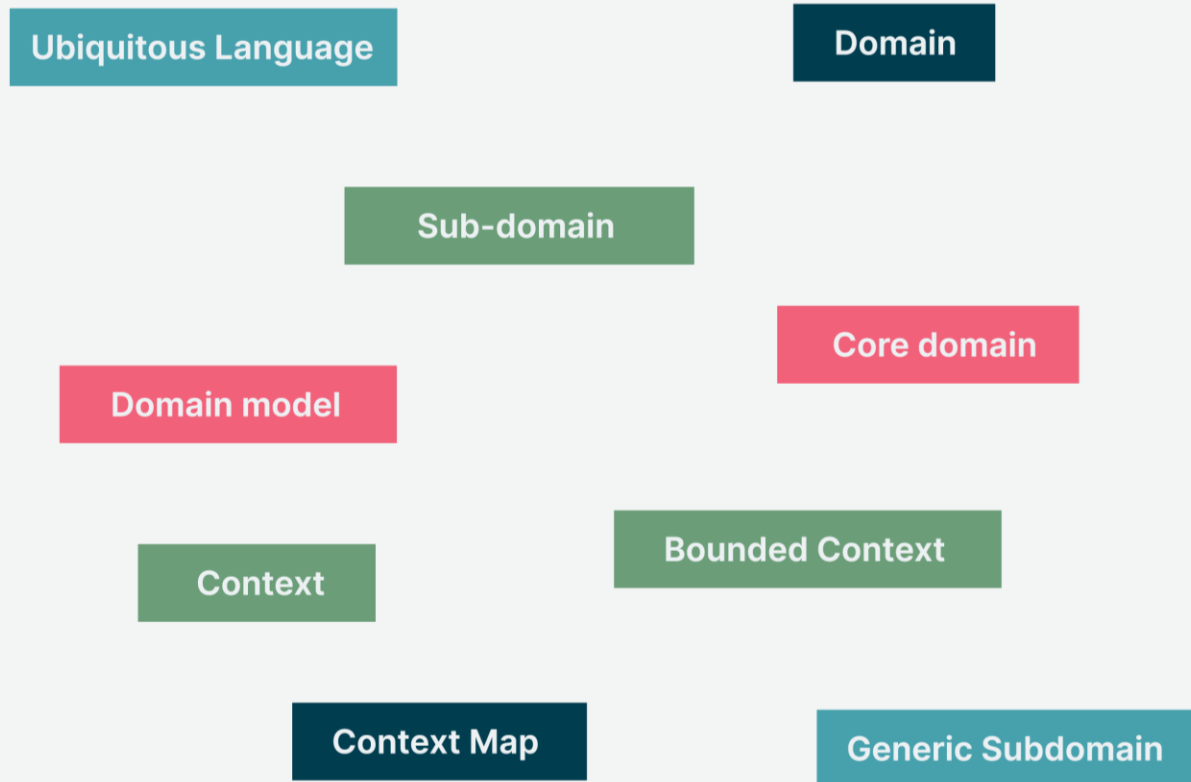 Ubiquitous Language
Domain
Sub-domain
Core domain
Domain model
Bounded Context
Context
Context Map
Generic Subdomain